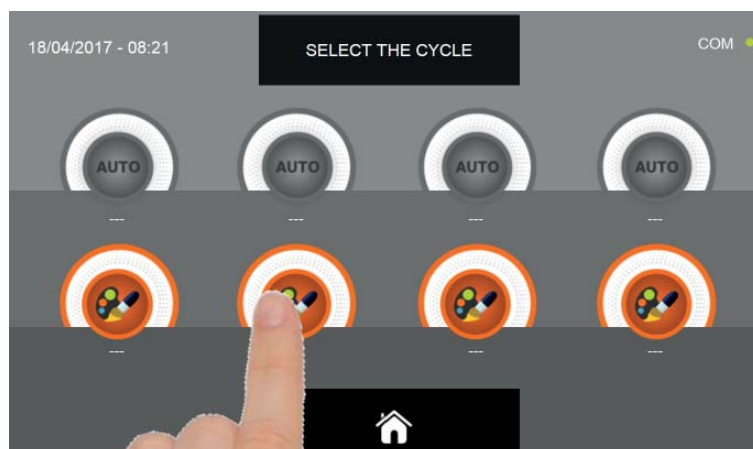 18/04/2017 - 08:21
SELECT THE CYCLE
COM
AUTO AUTO AUTO AUTO
--- --- --- ---
--- --- ---